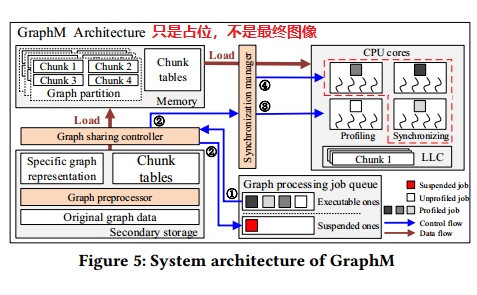 GraphM Architecture 只是占位，不是最终图像
Chunk 1 Chunk 2
Chunk 3 Chunk 4
Graph partition
Chunk tables
Memory
Load
Load
Synchronization manager
CPU cores
④
③
Profiling
Synchronizing
Chunk 1
LLC
②
Graph sharing controller
②
Specific graph representation
Chunk tables
Graph preprocessor
Original graph data
Secondary storage
①
Graph processing job queue
Executable ones
Suspended ones
Suspended job
Unprofiled job
Profiled job
Control flow
Data flow
Figure 5: System architecture of GraphM